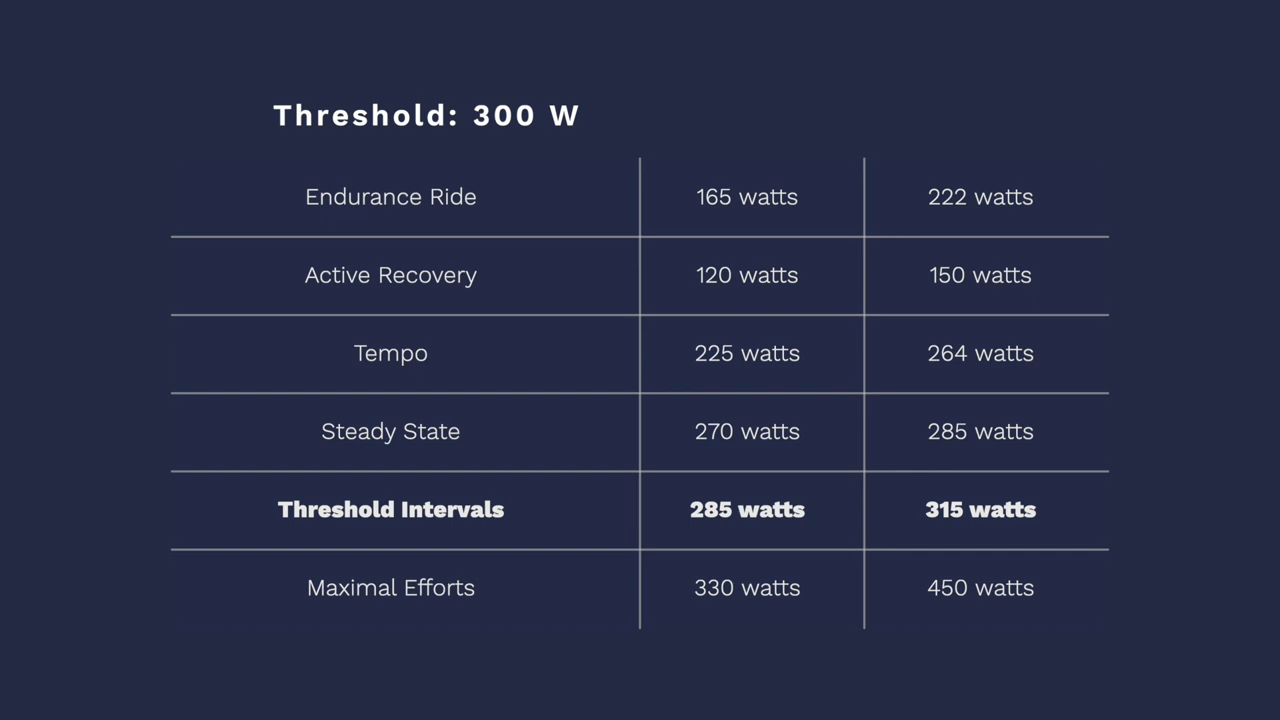 Threshold: 300 W
Endurance Ride 165 watts 222 watts
Active Recovery 120 watts 150 watts
Tempo 225 watts 264 watts
Steady State 270 watts 285 watts
Threshold Intervals 285 watts 315 watts
Maximal Efforts 330 watts 450 watts